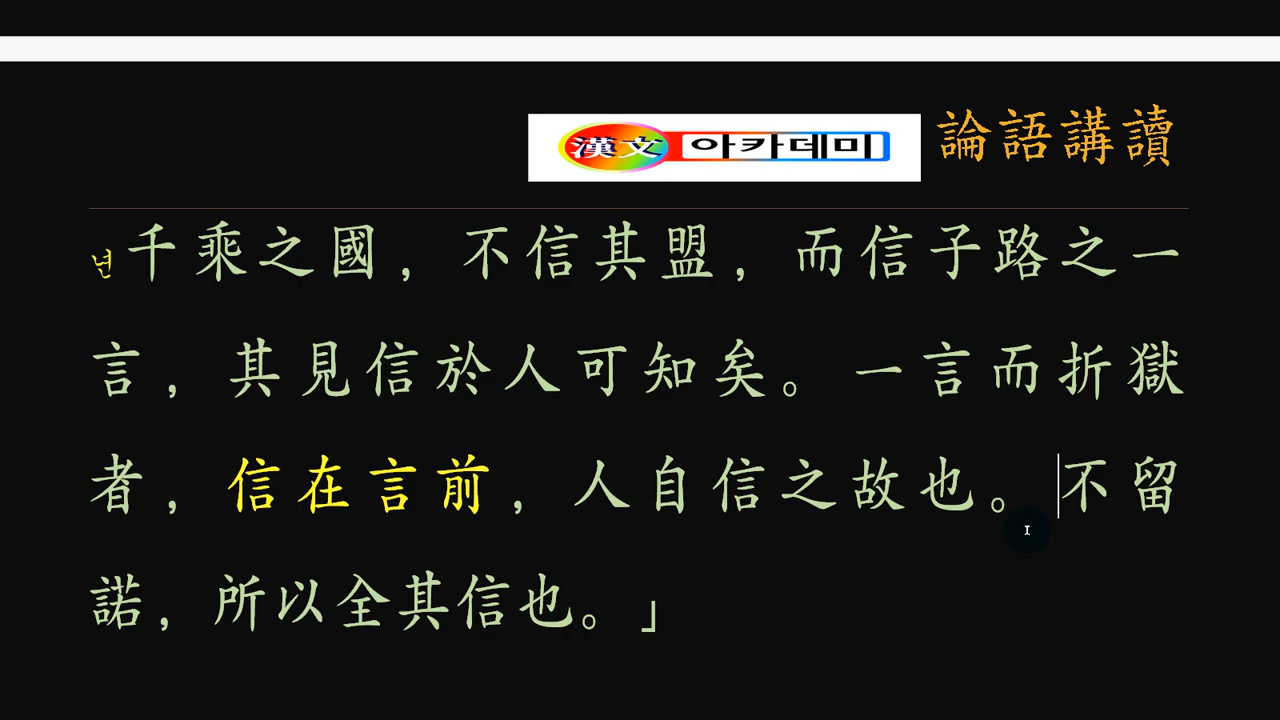 漢文 아카데미 論語講讀
년千乘之國，不信其盟，而信子路之一
言，其見信於人可知矣。一言而折獄
者，信在言前，人自信之故也。不留
諾，所以全其信也。」